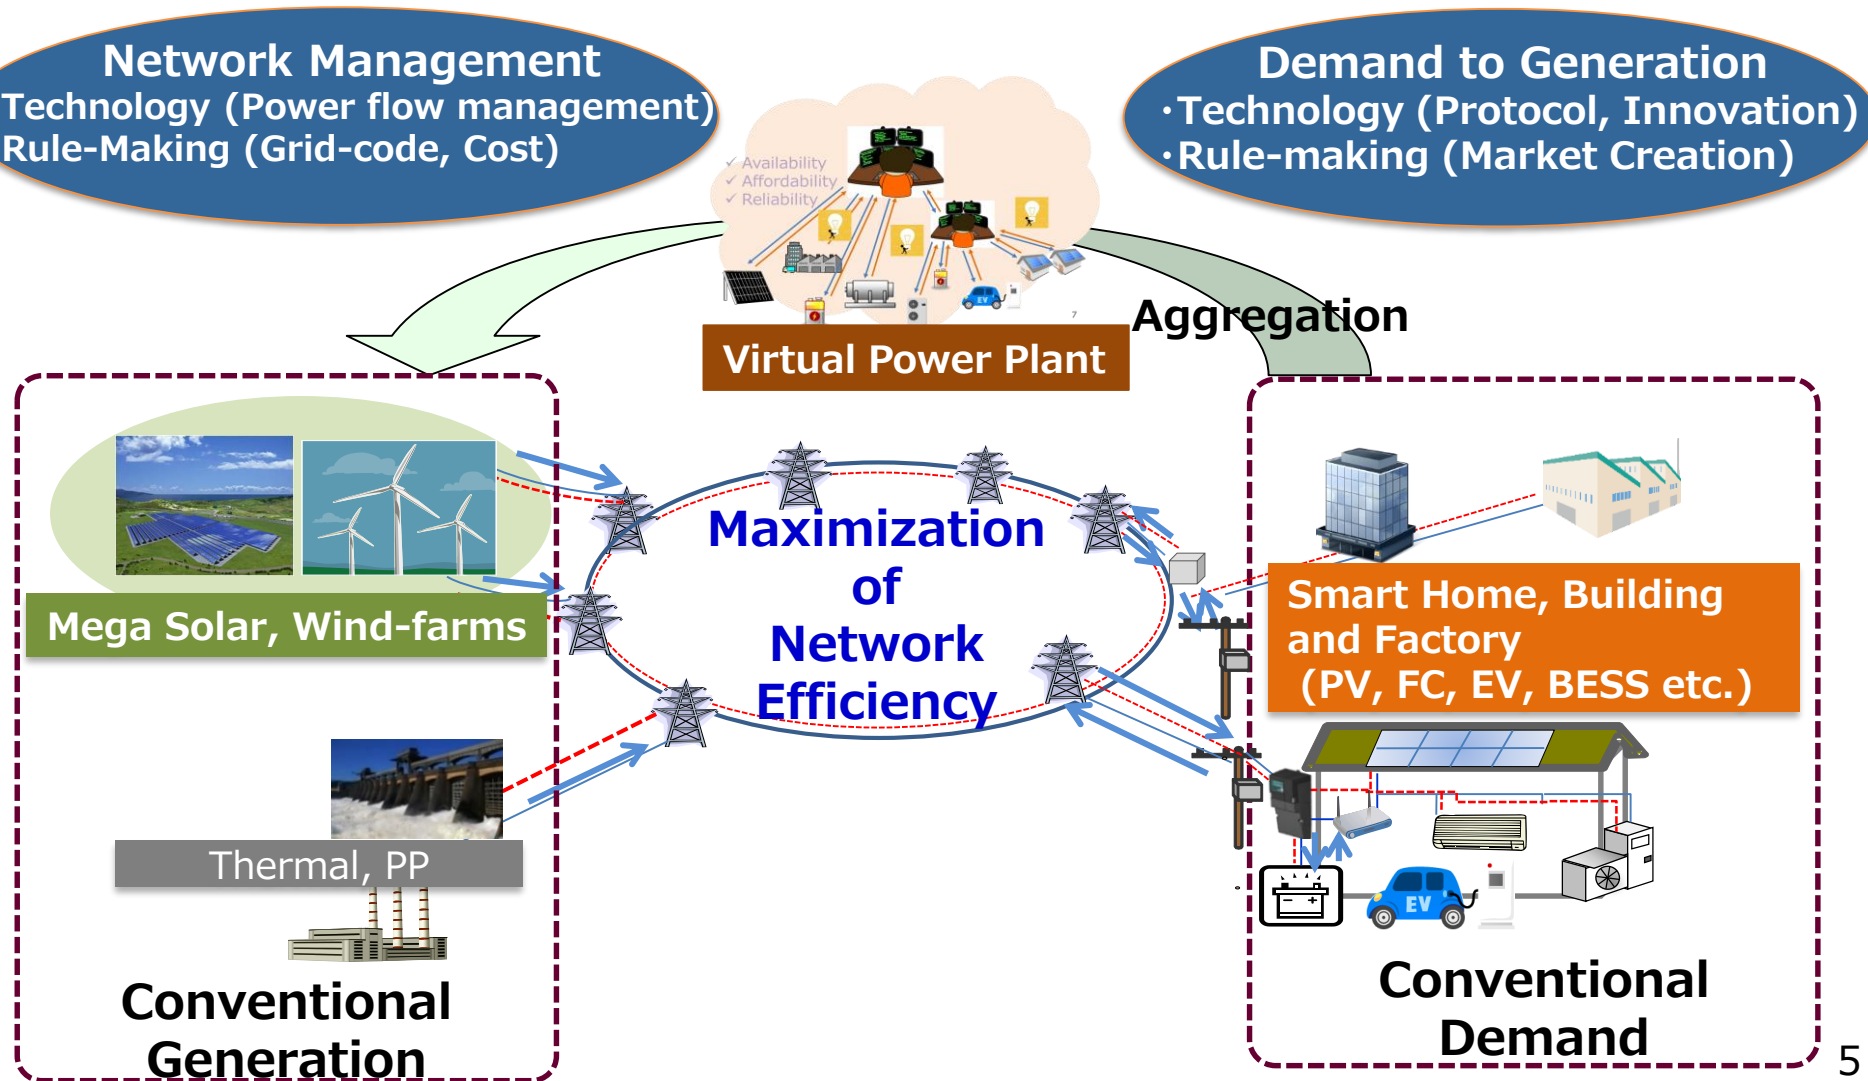 Network Management
Technology (Power flow management)
Rule-Making (Grid-code, Cost)
Demand to Generation
・Technology (Protocol, Innovation)
・Rule-making (Market Creation)
✓ Availability
✓ Affordability
✓ Reliability
EV
7
Virtual Power Plant
Aggregation
Mega Solar, Wind-farms
Maximization
of
Network
Efficiency
Smart Home, Building
and Factory
(PV, FC, EV, BESS etc.)
Thermal, PP
EV
Conventional
Generation
Conventional
Demand
5